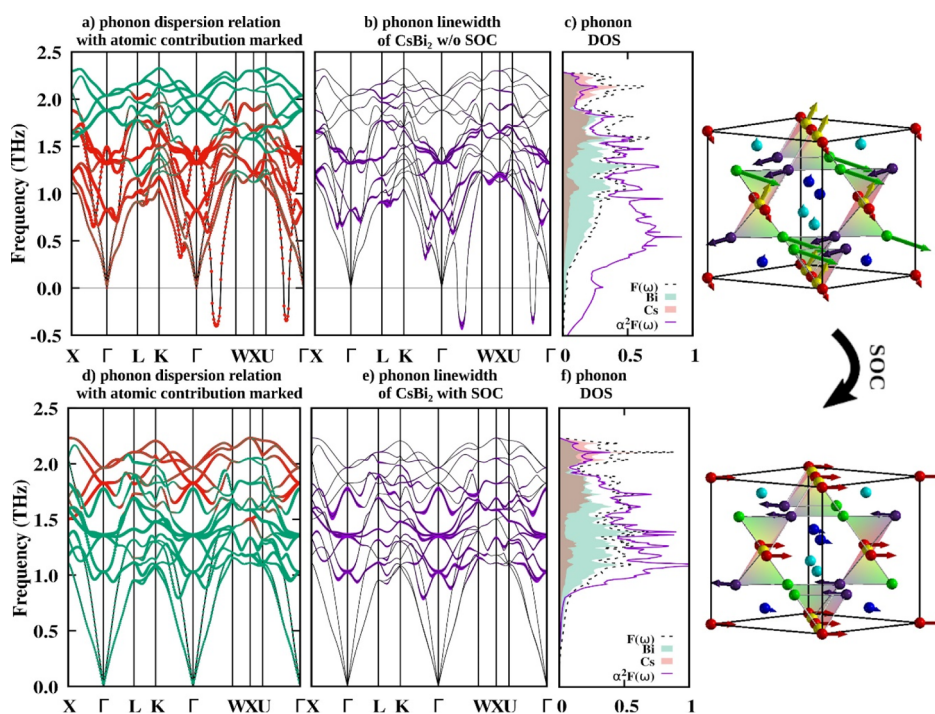 a) phonon dispersion relation
with atomic contribution marked
b) phonon linewidth
of CsBi₂ w/o SOC
c) phonon
DOS
Frequency (THz)
2.5
2.0
1.5
1.0
0.5
0.0
-0.5
F(ω)
Bi
Cs
α²F(ω)
X Γ L K Γ WXU Γ
X Γ L K Γ WXU Γ
0 0.5 1
SOC
d) phonon dispersion relation
with atomic contribution marked
e) phonon linewidth
of CsBi₂ with SOC
f) phonon
DOS
Frequency (THz)
2.5
2.0
1.5
1.0
0.5
0.0
F(ω)
Bi
Cs
α²F(ω)
X Γ L K Γ WXU Γ
X Γ L K Γ WXU Γ
0 0.5 1